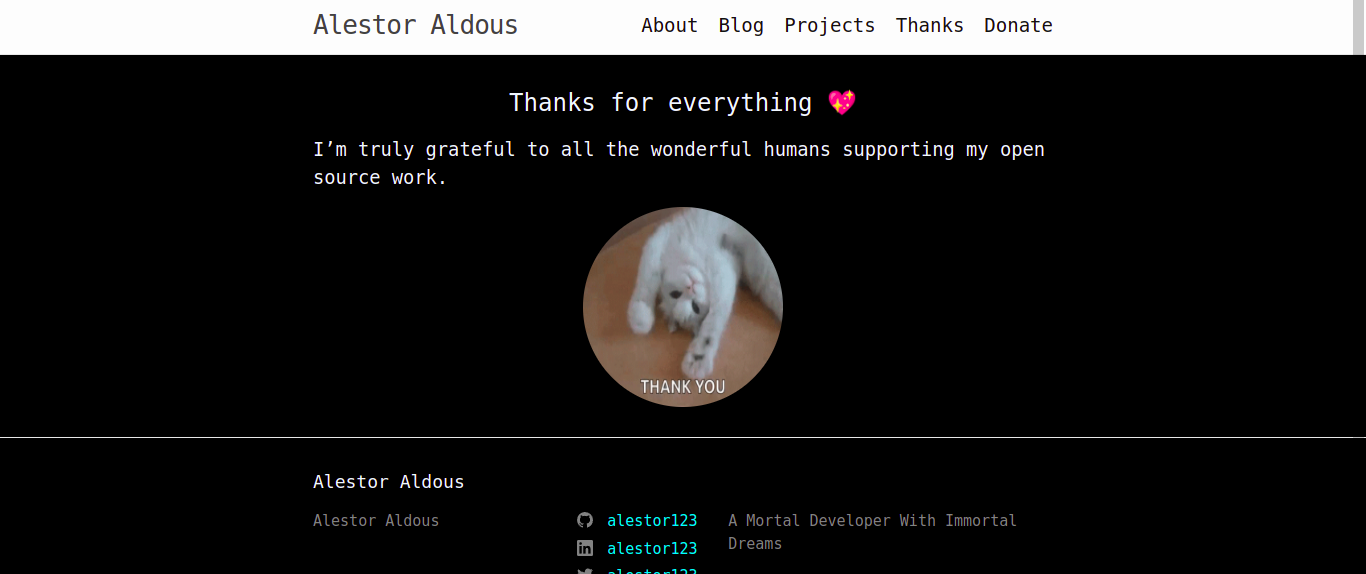 Alestor Aldous
About Blog Projects Thanks Donate
Thanks for everything 💖
I’m truly grateful to all the wonderful humans supporting my open
source work.
THANK YOU
Alestor Aldous
Alestor Aldous
alestor123
alestor123
alestor123
A Mortal Developer With Immortal
Dreams